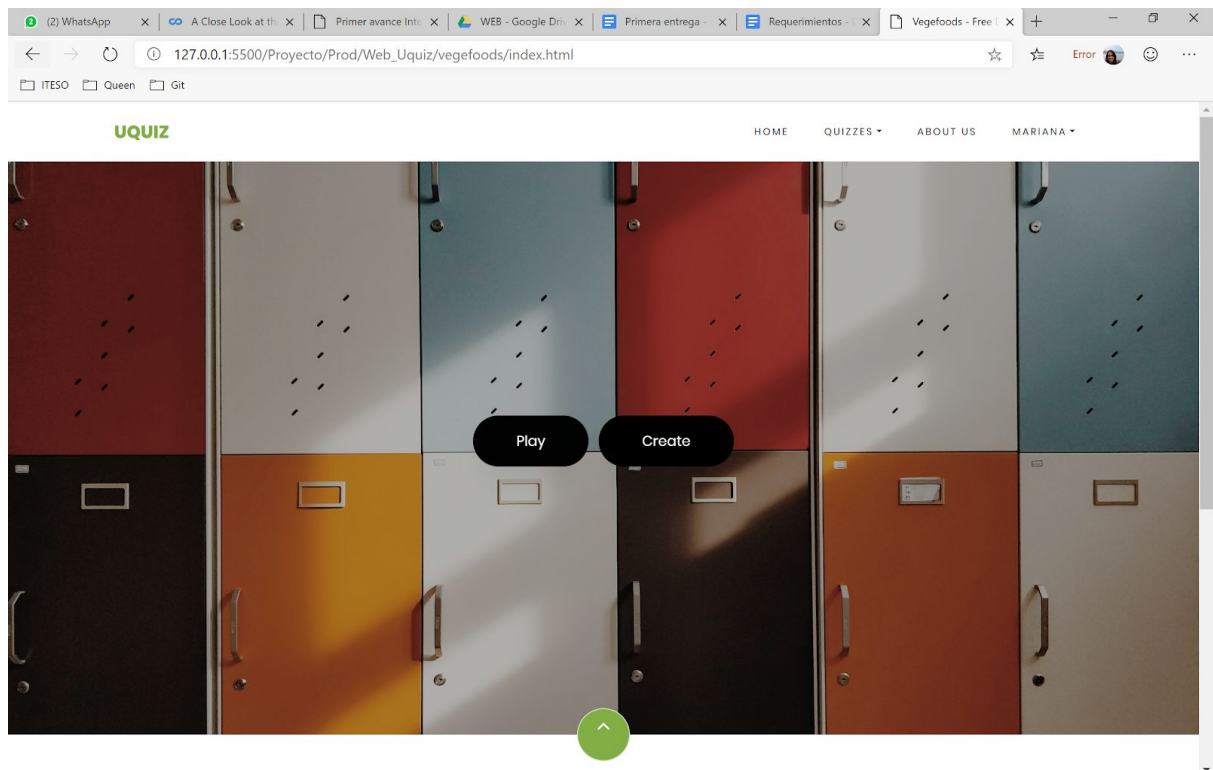 (2) WhatsApp
A Close Look at th
Primer avance Inte
WEB - Google Driv
Primera entrega -
Requerimientos -
Vegefoods - Free
127.0.0.1:5500/Proyecto/Prod/Web_Uquiz/vegefoods/index.html
Error
ITESO Queen Git
UQUIZ HOME QUIZZES ABOUT US MARIANA
Play Create